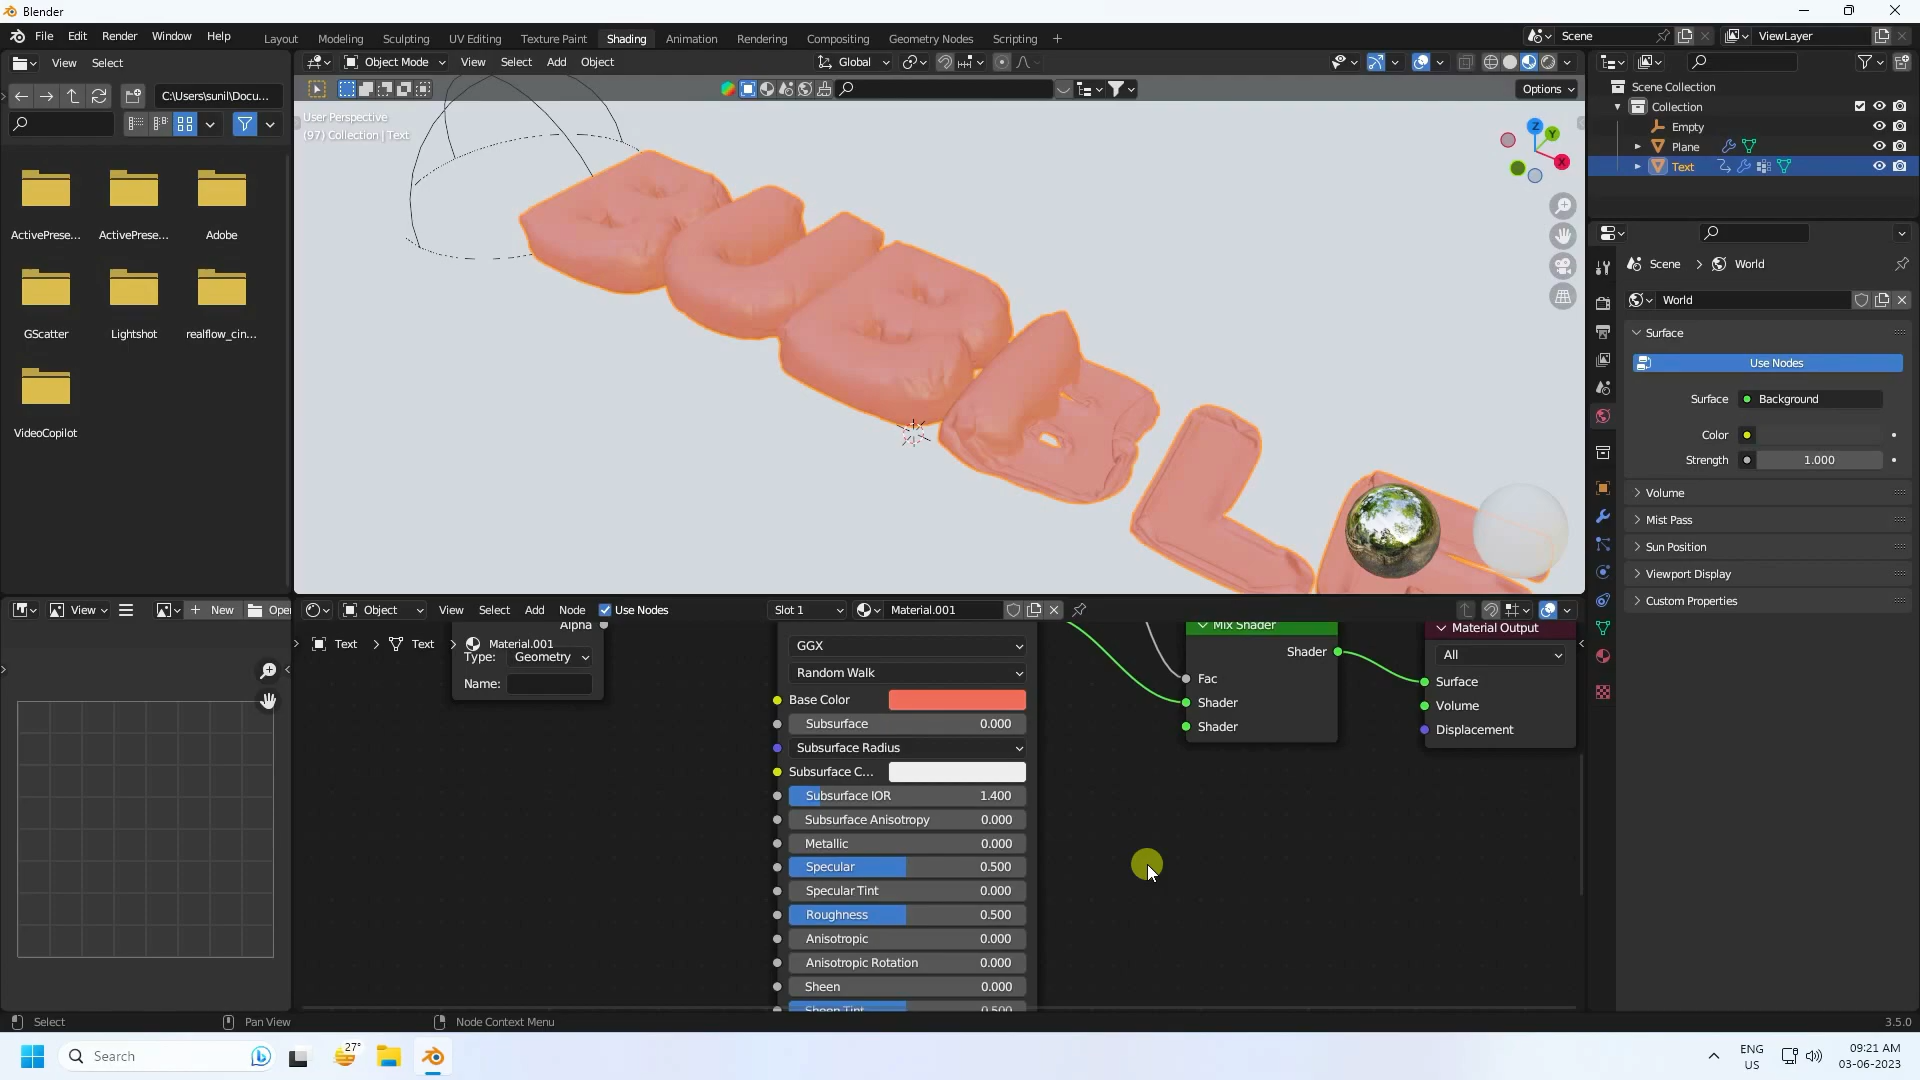 Blender
File Edit Render Window Help
Layout Modeling Sculpting UV Editing Texture Paint Shading Animation Rendering Compositing Geometry Nodes Scripting +
Scene
ViewLayer
View Select
Object Mode View Select Add Object
Global
C:\Users\sunil\Docu...
Options
User Perspective
(97) Collection | Text
Z
Y
X
Scene Collection
Collection
Empty
Plane
Text
ActivePrese...
ActivePrese...
Adobe
GScatter
Lightshot
realflow_cin...
VideoCopilot
Scene > World
World
Surface
Use Nodes
Surface Background
Color
Strength 1.000
Volume
Mist Pass
Sun Position
Viewport Display
Custom Properties
View
New
Open
Object View Select Add Node Use Nodes
Slot 1
Material.001
Text > Text > Material.001
Alpha
Type: Geometry
Name:
GGX
Random Walk
Base Color
Subsurface 0.000
Subsurface Radius
Subsurface C...
Subsurface IOR 1.400
Subsurface Anisotropy 0.000
Metallic 0.000
Specular 0.500
Specular Tint 0.000
Roughness 0.500
Anisotropic 0.000
Anisotropic Rotation 0.000
Sheen 0.000
Sheen Tint 0.500
Mix Shader
Shader
Fac
Shader
Shader
Material Output
All
Surface
Volume
Displacement
Select
Pan View
Node Context Menu
3.5.0
Search
27°
ENG
US
09:21 AM
03-06-2023